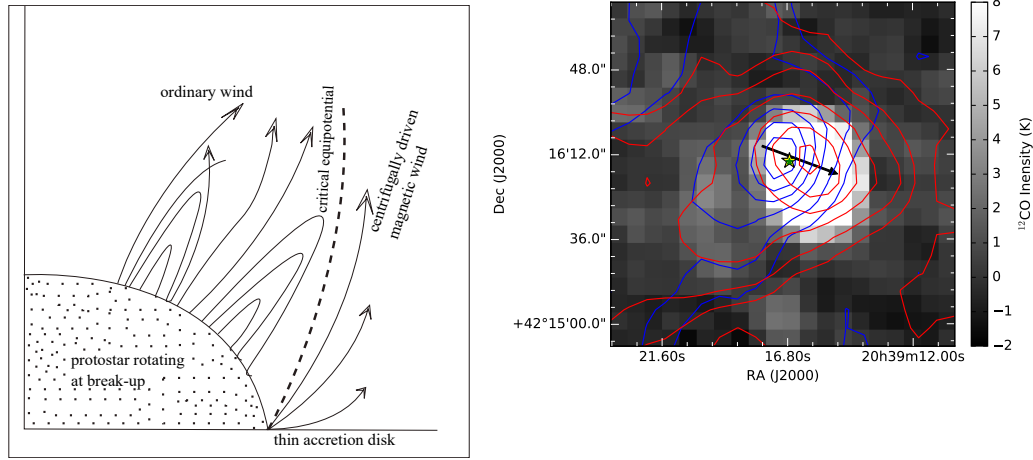 ordinary wind
critical equipotential
centrifugally driven
magnetic wind
protostar rotating
at break-up
thin accretion disk
48.0"
16'12.0"
36.0"
+42°15'00.0"
Dec (J2000)
21.60s
16.80s
20h39m12.00s
RA (J2000)
8
7
6
5
4
3
2
1
0
−1
−2
12CO Inensity (K)